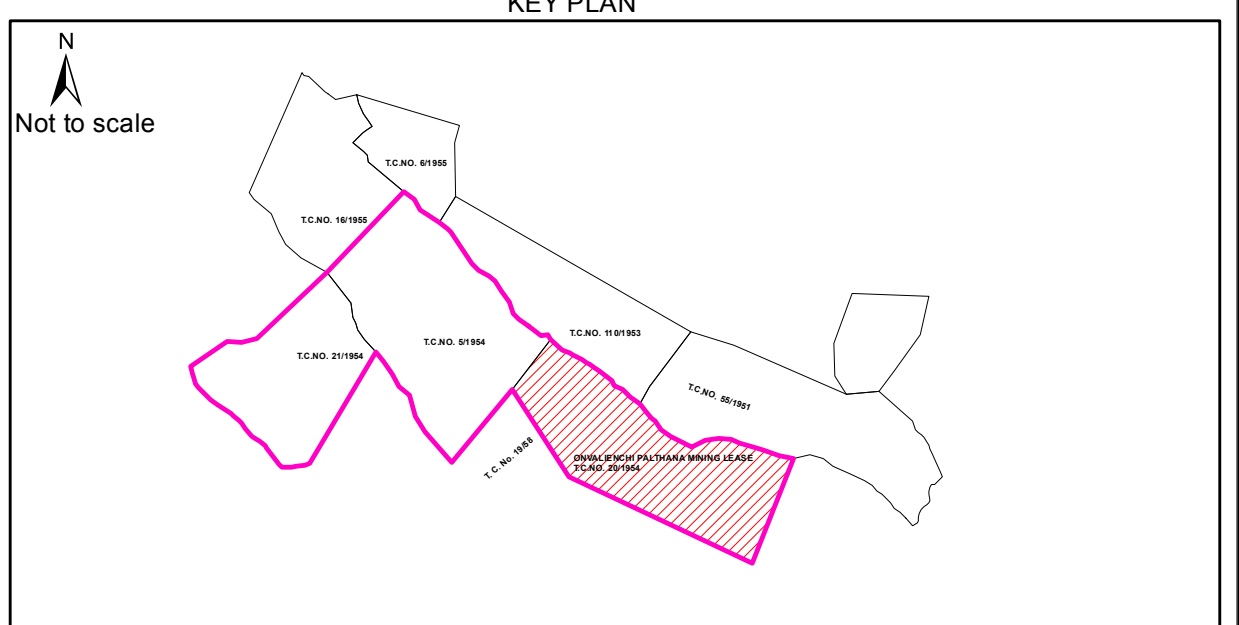 KEY PLAN
N
Not to scale
T.C.NO. 6/1955
T.C.NO. 16/1955
T.C.NO. 110/1953
T.C.NO. 5/1954
T.C.NO. 21/1954
T.C.NO. 55/1951
T. C. No. 19/58
ONVALIENCHI PALTHANA MINING LEASE
T.C.NO. 20/1954